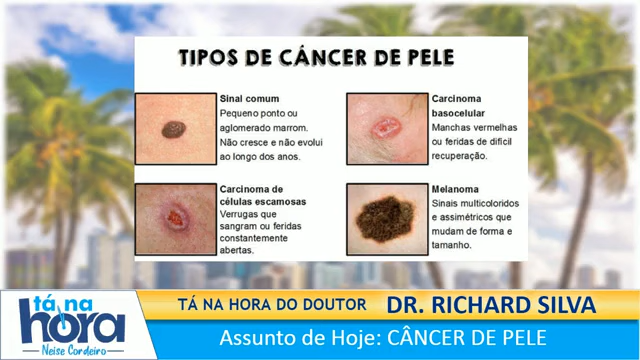 TIPOS DE CÂNCER DE PELE
Sinal comum
Pequeno ponto ou
aglomerado marrom.
Não cresce e não evolui
ao longo dos anos.
Carcinoma
basocelular
Manchas vermelhas
ou feridas de dificil
recuperação.
Carcinoma de
células escamosas
Verrugas que
sangram ou feridas
constantemente
abertas.
Melanoma
Sinais multicoloridos
e assimétricos que
mudam de forma e
tamanho.
tá na
hora
Neise Cordeiro
TÁ NA HORA DO DOUTOR DR. RICHARD SILVA
Assunto de Hoje: CÂNCER DE PELE